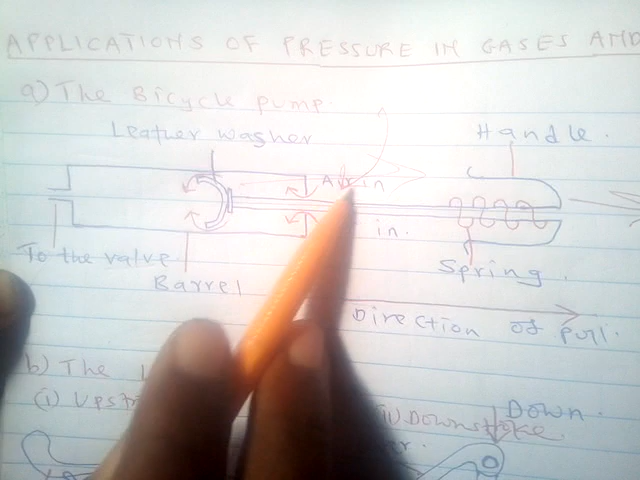 APPLICATIONS OF PRESSURE IN GASES AND
a) The Bicycle pump.
Leather washer
Handle.
Air in
in.
To the valve
Spring.
Barrel
Direction of pull.
b) The
(i) Upst
(ii) Downstroke
Down.